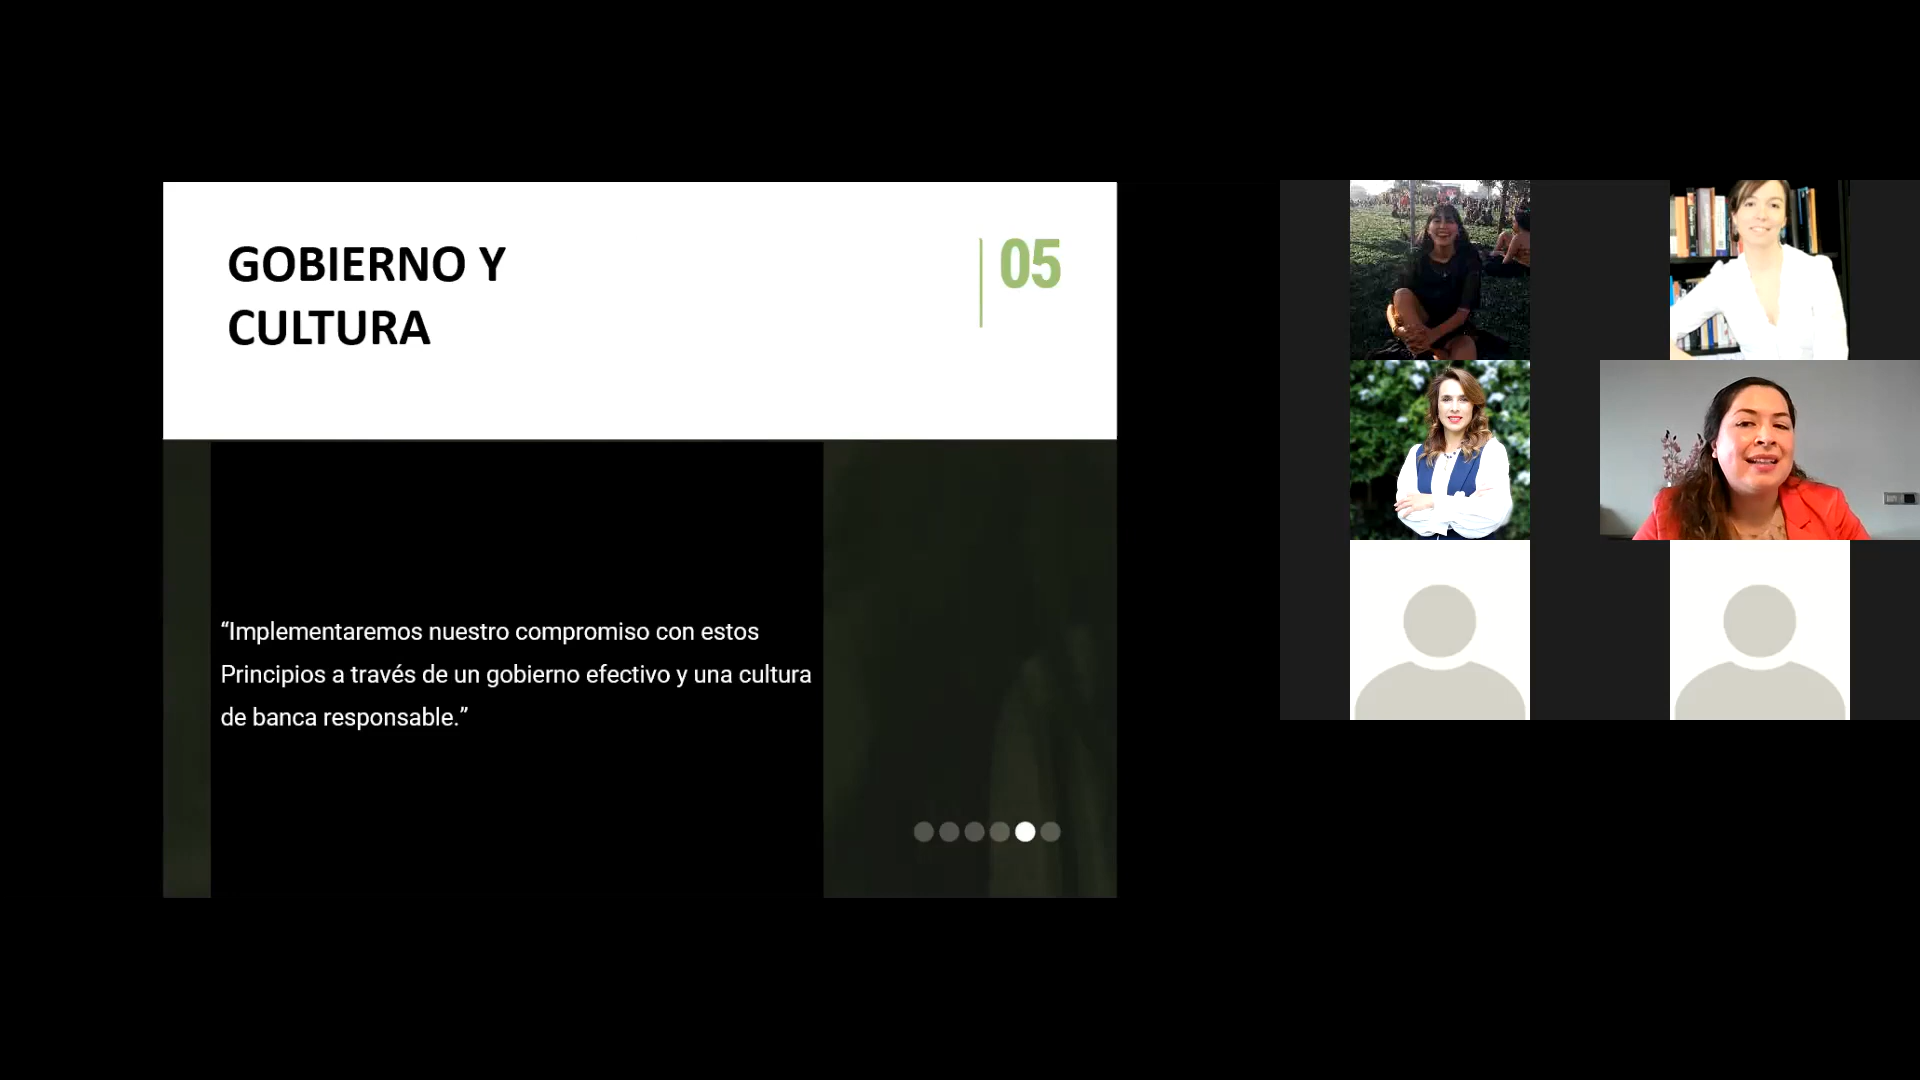 GOBIERNO Y
CULTURA
05
“Implementaremos nuestro compromiso con estos
Principios a través de un gobierno efectivo y una cultura
de banca responsable.”